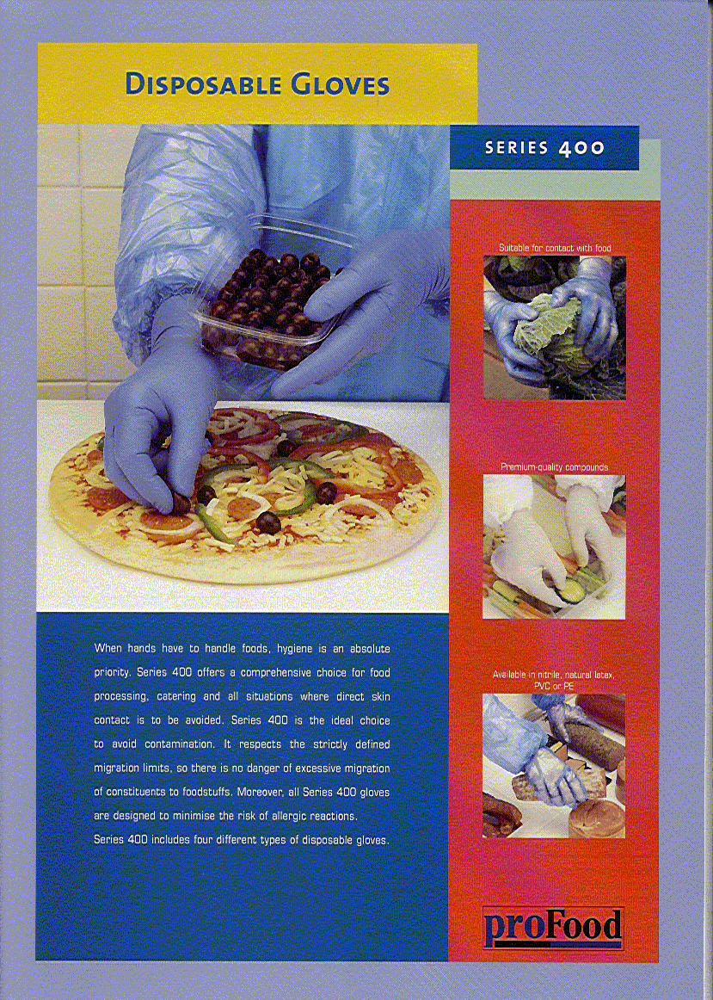 DISPOSABLE GLOVES
SERIES 400
Suitable for contact with food
Premium-quality compounds
Available in nitrile, natural latex,
PVC or PE
When hands have to handle foods, hygiene is an absolute
priority. Series 400 offers a comprehensive choice for food
processing, catering and all situations where direct skin
contact is to be avoided. Series 400 is the ideal choice
to avoid contamination. It respects the strictly defined
migration limits, so there is no danger of excessive migration
of constituents to foodstuffs. Moreover, all Series 400 gloves
are designed to minimise the risk of allergic reactions.
Series 400 includes four different types of disposable gloves.
proFood